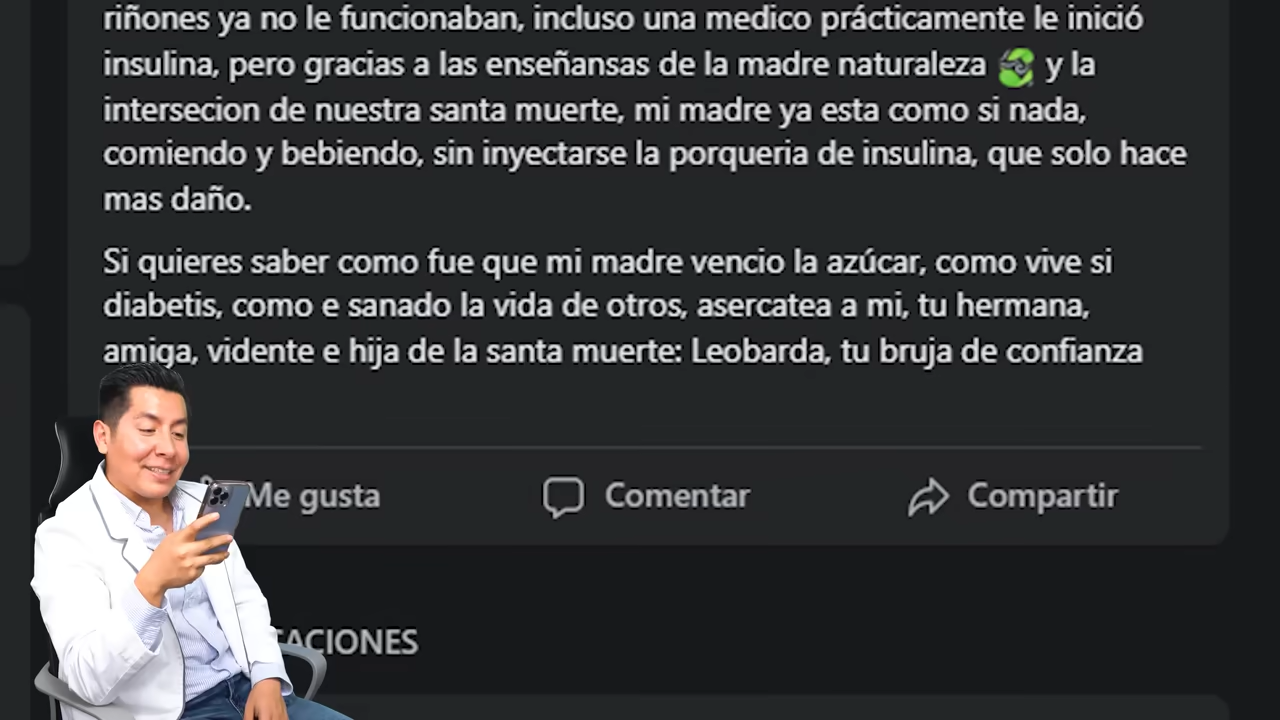 riñones ya no le funcionaban, incluso una medico prácticamente le inició
insulina, pero gracias a las enseñansas de la madre naturaleza y la
intersecion de nuestra santa muerte, mi madre ya esta como si nada,
comiendo y bebiendo, sin inyectarse la porqueria de insulina, que solo hace
mas daño.
Si quieres saber como fue que mi madre vencio la azúcar, como vive si
diabetis, como e sanado la vida de otros, asercatea a mi, tu hermana,
amiga, vidente e hija de la santa muerte: Leobarda, tu bruja de confianza
Me gusta Comentar Compartir
TACIONES